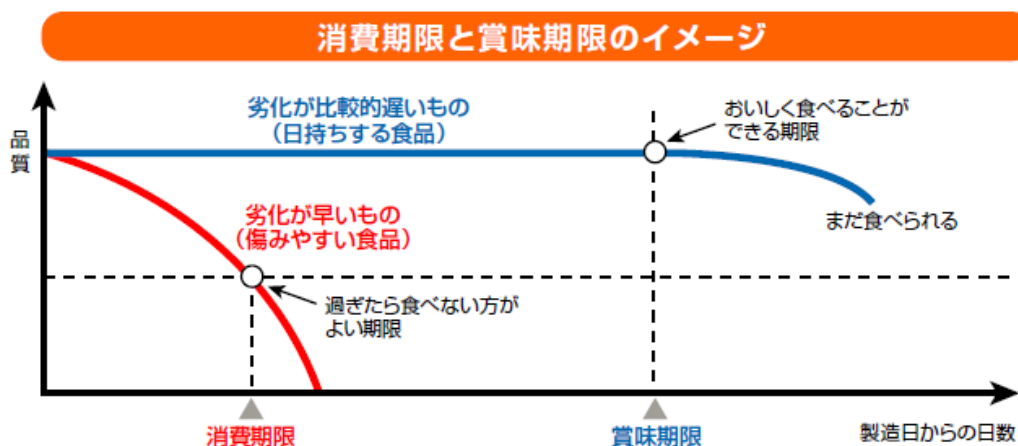 消費期限と賞味期限のイメージ
品質
劣化が比較的遅いもの
（日持ちする食品）
おいしく食べることが
できる期限
まだ食べられる
劣化が早いもの
（傷みやすい食品）
過ぎたら食べない方が
よい期限
消費期限
賞味期限
製造日からの日数